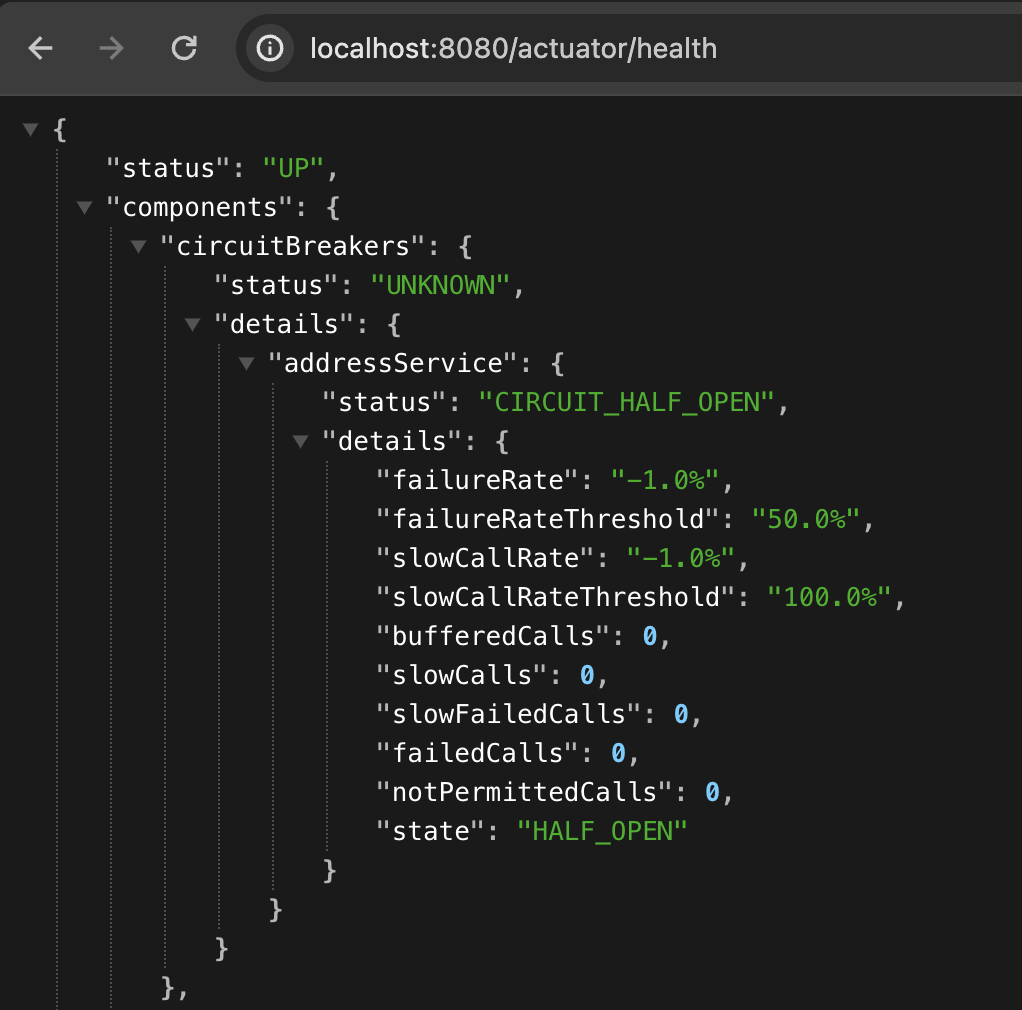 localhost:8080/actuator/health
{
"status": "UP",
"components": {
"circuitBreakers": {
"status": "UNKNOWN",
"details": {
"addressService": {
"status": "CIRCUIT_HALF_OPEN",
"details": {
"failureRate": "-1.0%",
"failureRateThreshold": "50.0%",
"slowCallRate": "-1.0%",
"slowCallRateThreshold": "100.0%",
"bufferedCalls": 0,
"slowCalls": 0,
"slowFailedCalls": 0,
"failedCalls": 0,
"notPermittedCalls": 0,
"state": "HALF_OPEN"
}
}
}
},